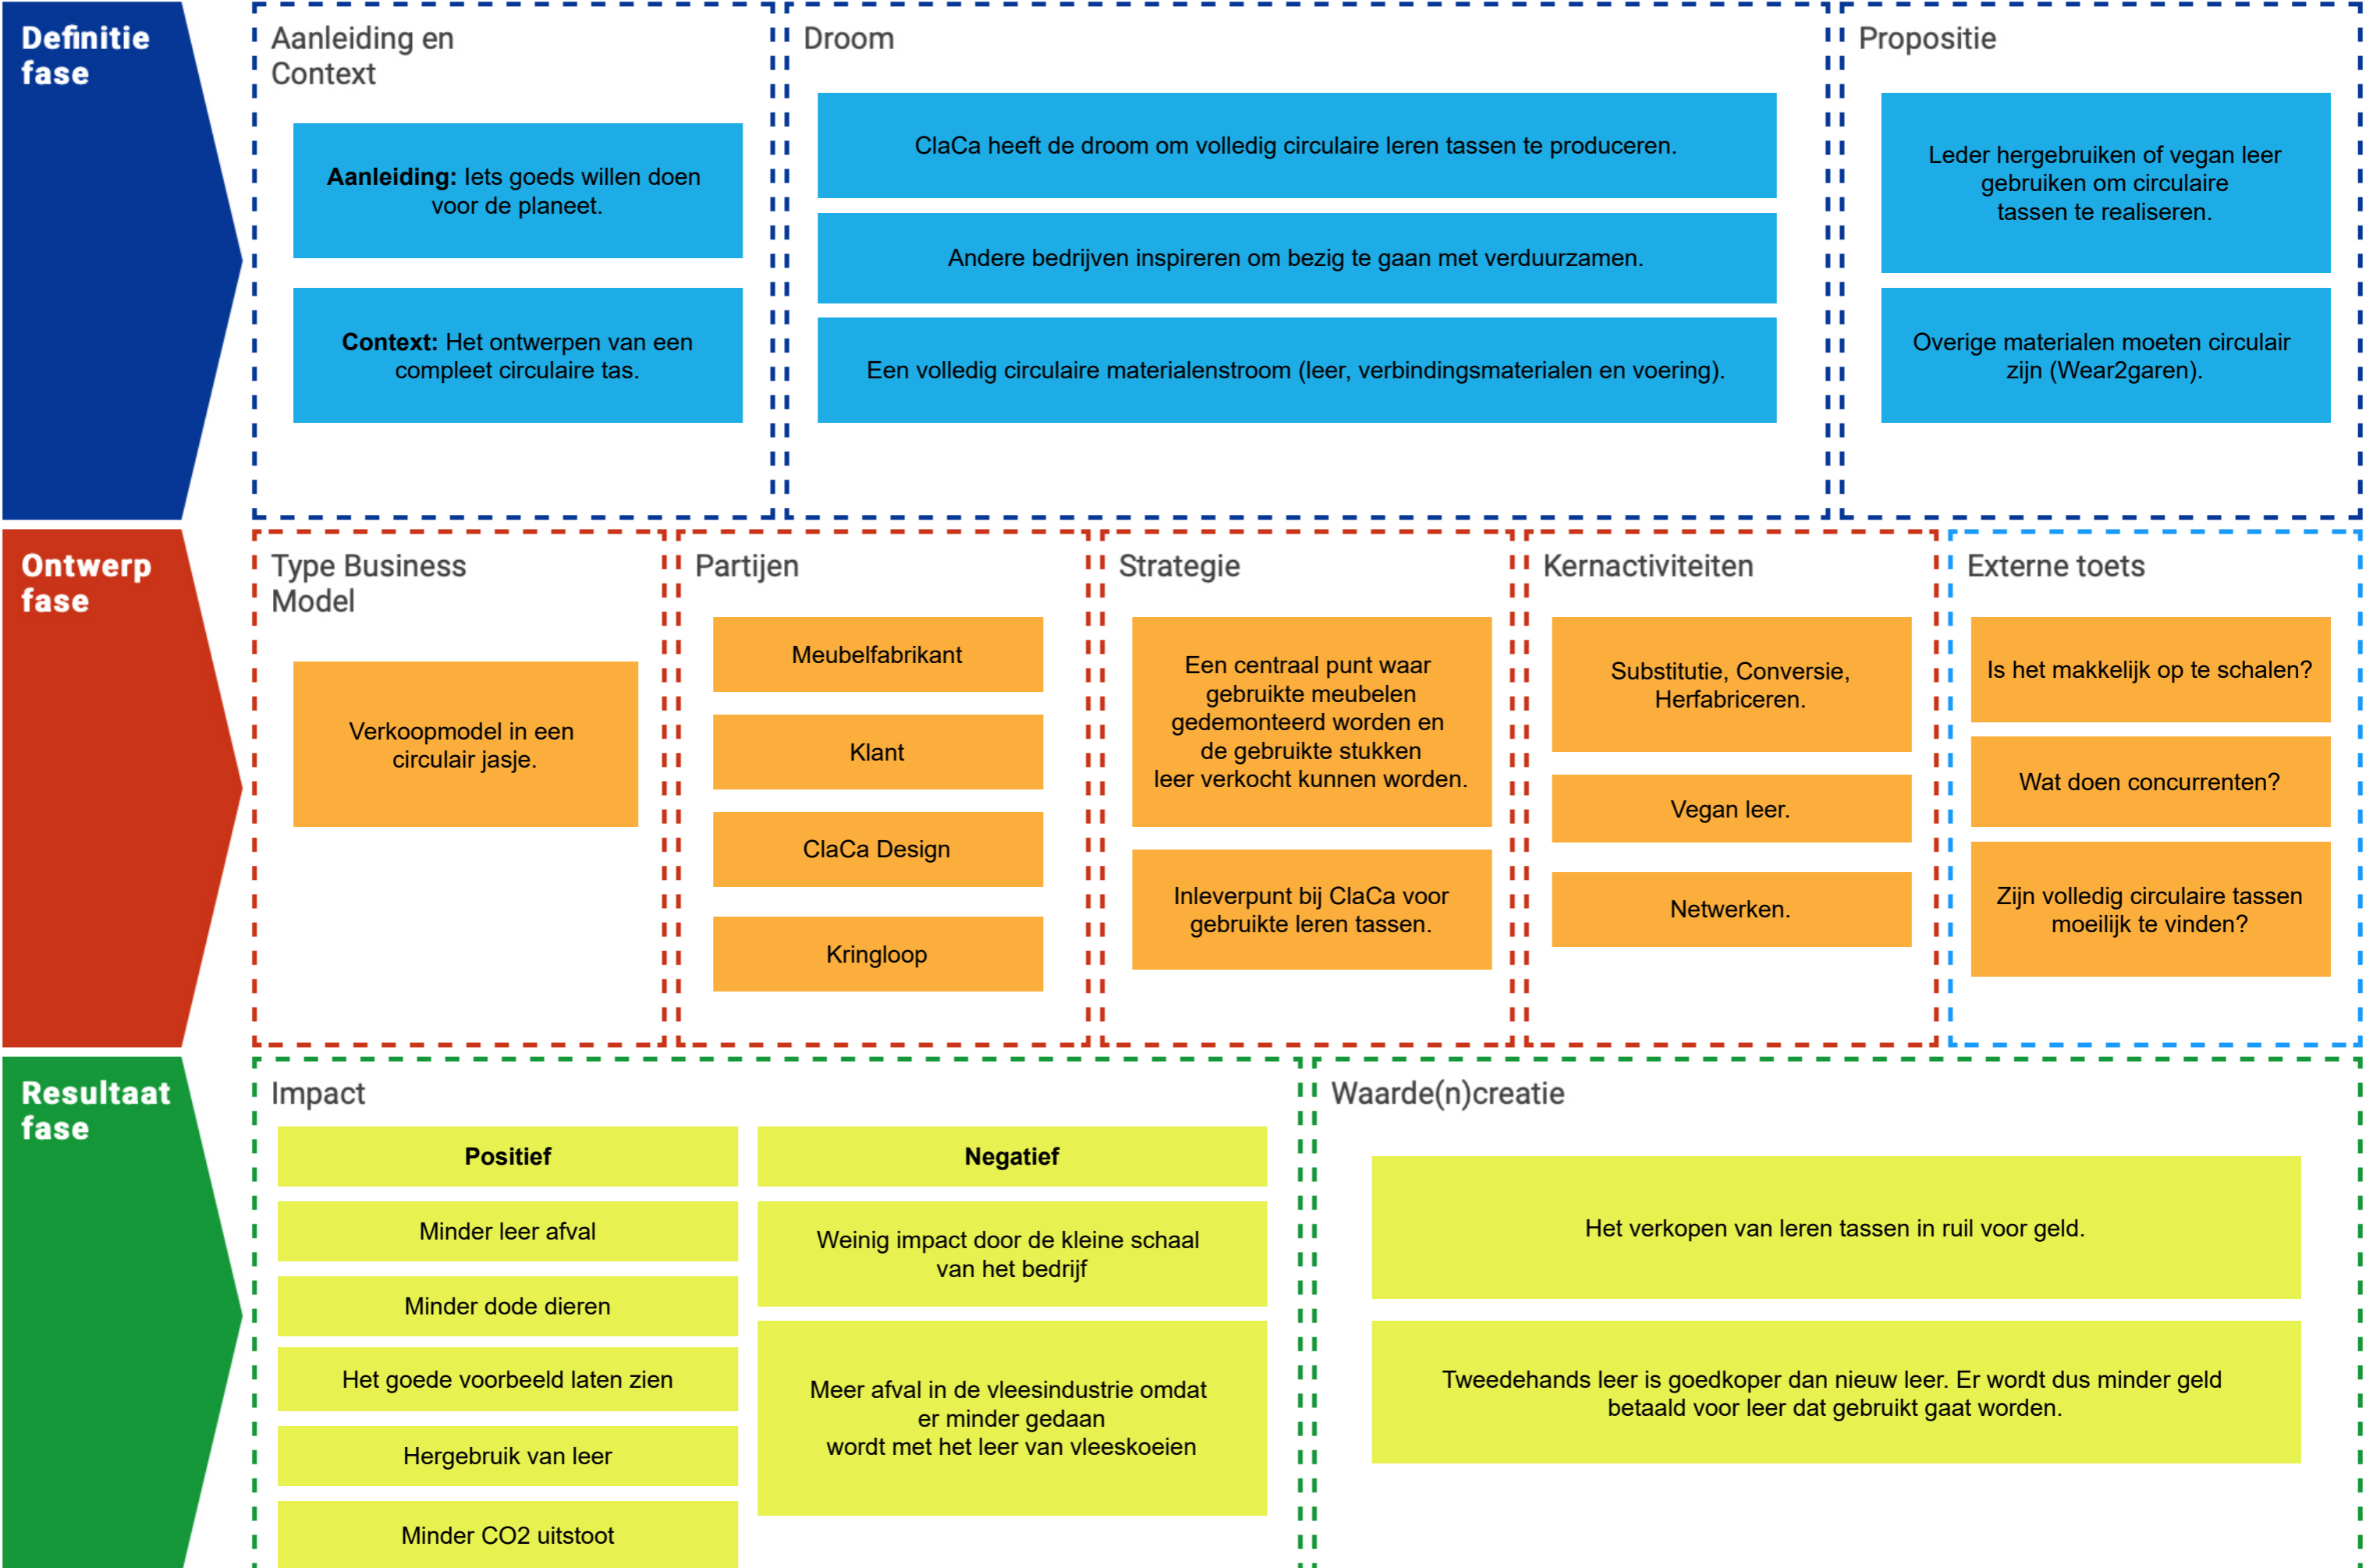 Definitie
fase
Aanleiding en
Context
Aanleiding: Iets goeds willen doen
voor de planeet.
Context: Het ontwerpen van een
compleet circulaire tas.
Droom
ClaCa heeft de droom om volledig circulaire leren tassen te produceren.
Andere bedrijven inspireren om bezig te gaan met verduurzamen.
Een volledig circulaire materialenstroom (leer, verbindingsmaterialen en voering).
Propositie
Leder hergebruiken of vegan leer
gebruiken om circulaire
tassen te realiseren.
Overige materialen moeten circulair
zijn (Wear2garen).
Ontwerp
fase
Type Business
Model
Verkoopmodel in een
circulair jasje.
Partijen
Meubelfabrikant
Klant
ClaCa Design
Kringloop
Strategie
Een centraal punt waar
gebruikte meubelen
gedemonteerd worden en
de gebruikte stukken
leer verkocht kunnen worden.
Inleverpunt bij ClaCa voor
gebruikte leren tassen.
Kernactiviteiten
Substitutie, Conversie,
Herfabriceren.
Vegan leer.
Netwerken.
Externe toets
Is het makkelijk op te schalen?
Wat doen concurrenten?
Zijn volledig circulaire tassen
moeilijk te vinden?
Resultaat
fase
Impact
Positief
Minder leer afval
Minder dode dieren
Het goede voorbeeld laten zien
Hergebruik van leer
Minder CO2 uitstoot
Negatief
Weinig impact door de kleine schaal
van het bedrijf
Meer afval in de vleesindustrie omdat
er minder gedaan
wordt met het leer van vleeskoeien
Waarde(n)creatie
Het verkopen van leren tassen in ruil voor geld.
Tweedehands leer is goedkoper dan nieuw leer. Er wordt dus minder geld
betaald voor leer dat gebruikt gaat worden.